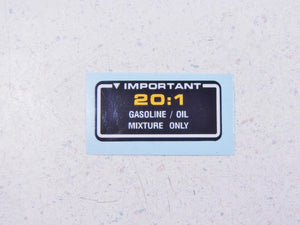 ▼IMPORTANT
20:1
GASOLINE / OIL
MIXTURE ONLY